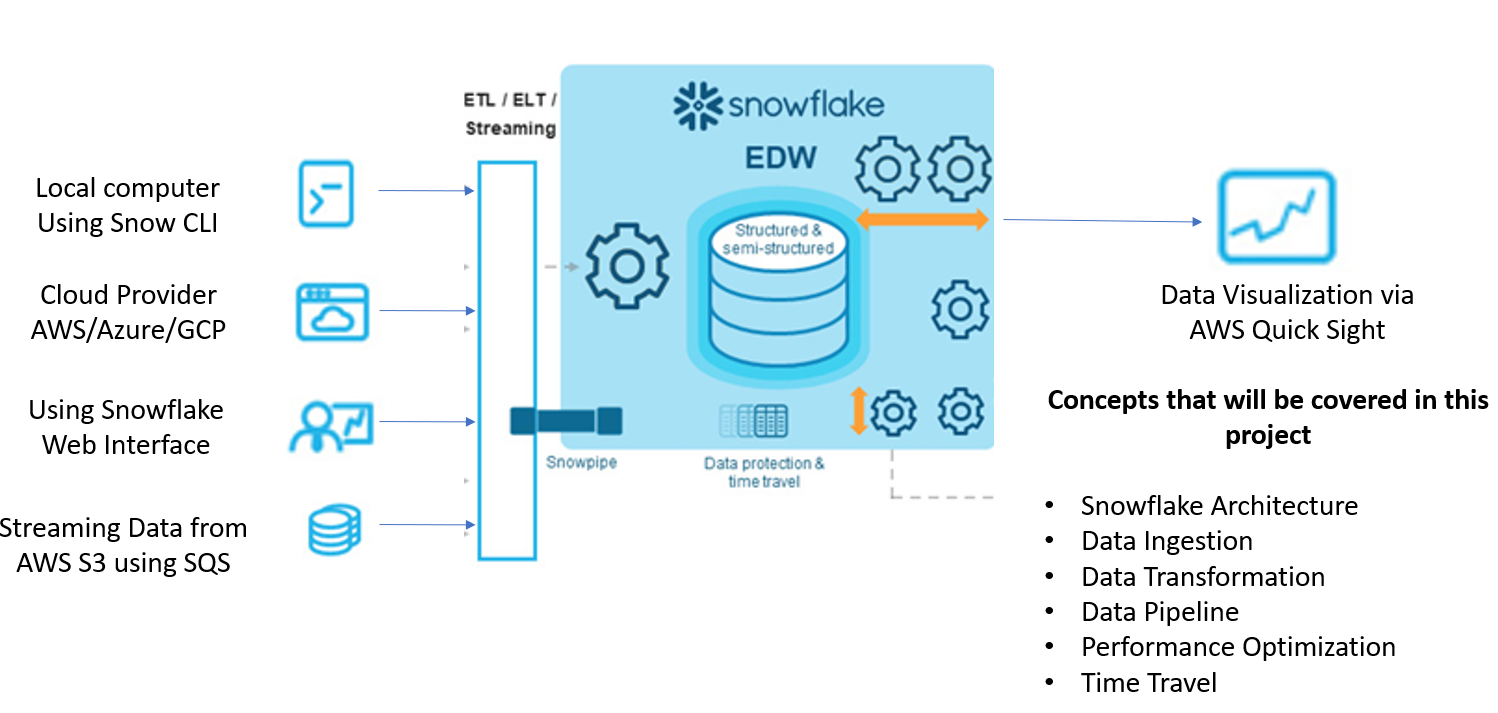 ETL / ELT /
Streaming
snowflake
EDW
Structured &
semi-structured
Local computer
Using Snow CLI
Cloud Provider
AWS/Azure/GCP
Using Snowflake
Web Interface
Streaming Data from
AWS S3 using SQS
Snowpipe
Data protection &
time travel
Data Visualization via
AWS Quick Sight
Concepts that will be covered in this
project
• Snowflake Architecture
• Data Ingestion
• Data Transformation
• Data Pipeline
• Performance Optimization
• Time Travel